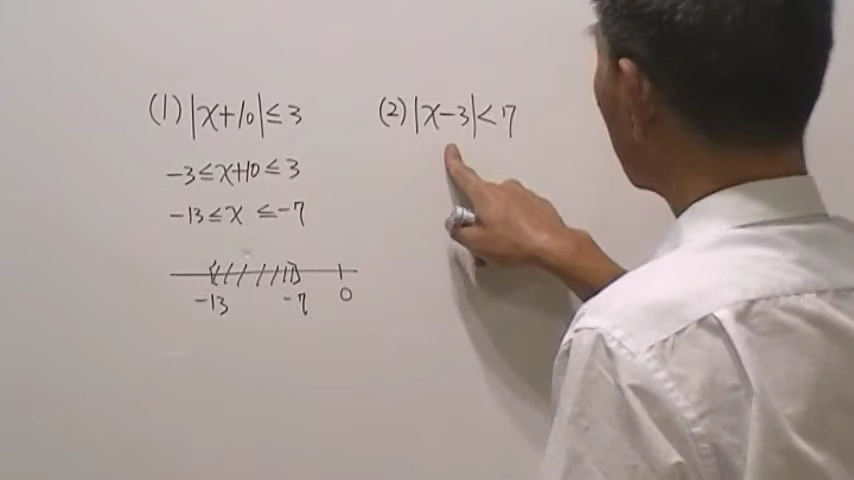 (1) |x+10| ≤ 3
-3 ≤ x+10 ≤ 3
-13 ≤ x ≤ -7
-13 -7 0
(2) |x-3| < 7